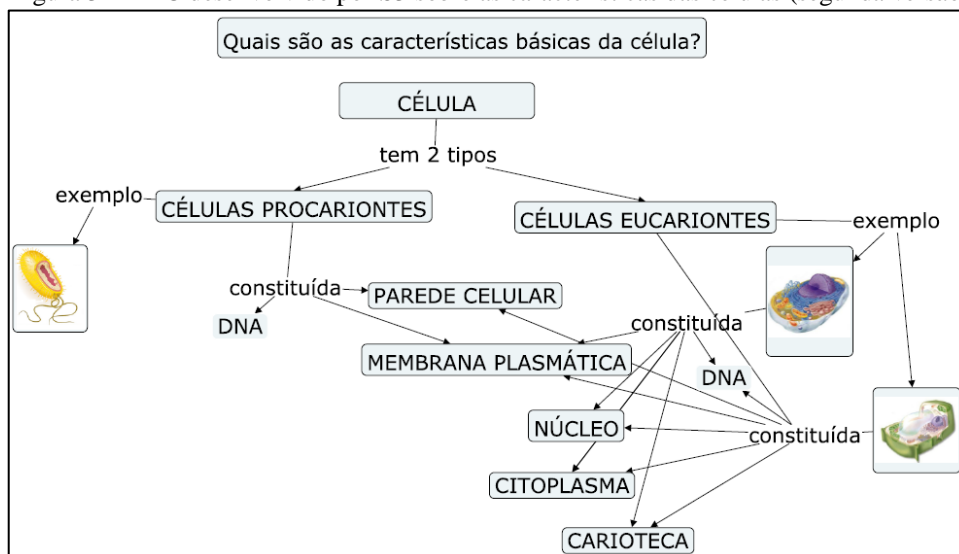 Quais são as características básicas da célula?
CÉLULA
tem 2 tipos
exemplo
CÉLULAS PROCARIONTES
CÉLULAS EUCARIONTES
exemplo
constituída
PAREDE CELULAR
DNA
constituída
MEMBRANA PLASMÁTICA
DNA
NÚCLEO
constituída
CITOPLASMA
CARIOTECA